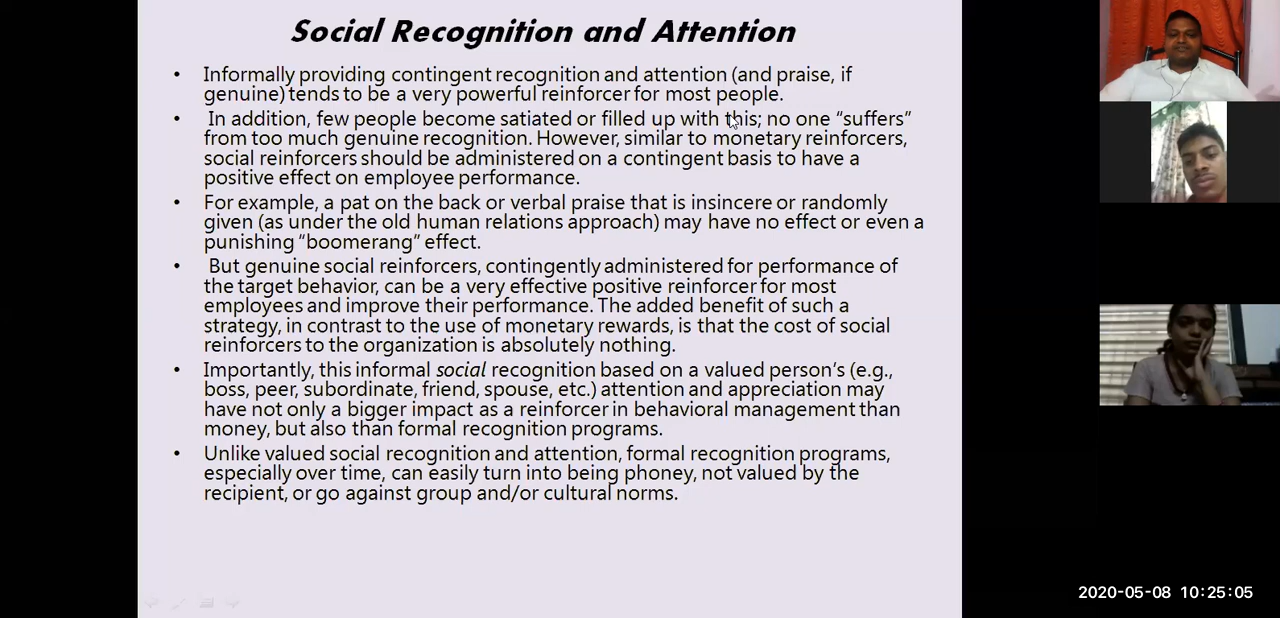 Social Recognition and Attention
• Informally providing contingent recognition and attention (and praise, if
genuine) tends to be a very powerful reinforcer for most people.
• In addition, few people become satiated or filled up with this; no one “suffers”
from too much genuine recognition. However, similar to monetary reinforcers,
social reinforcers should be administered on a contingent basis to have a
positive effect on employee performance.
• For example, a pat on the back or verbal praise that is insincere or randomly
given (as under the old human relations approach) may have no effect or even a
punishing “boomerang” effect.
• But genuine social reinforcers, contingently administered for performance of
the target behavior, can be a very effective positive reinforcer for most
employees and improve their performance. The added benefit of such a
strategy, in contrast to the use of monetary rewards, is that the cost of social
reinforcers to the organization is absolutely nothing.
• Importantly, this informal social recognition based on a valued person’s (e.g.,
boss, peer, subordinate, friend, spouse, etc.) attention and appreciation may
have not only a bigger impact as a reinforcer in behavioral management than
money, but also than formal recognition programs.
• Unlike valued social recognition and attention, formal recognition programs,
especially over time, can easily turn into being phoney, not valued by the
recipient, or go against group and/or cultural norms.
2020-05-08 10:25:05